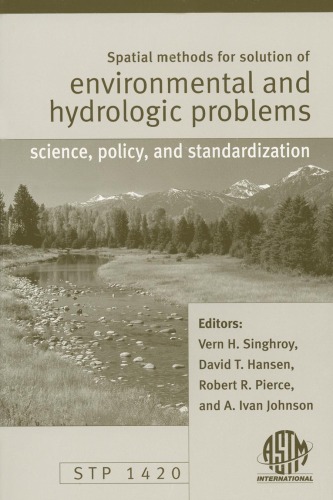 Spatial methods for solution of
environmental and
hydrologic problems
science, policy, and standardization
Editors:
Vern H. Singhroy,
David T. Hansen,
Robert R. Pierce,
and A. Ivan Johnson
ASTM
INTERNATIONAL
STP 1420